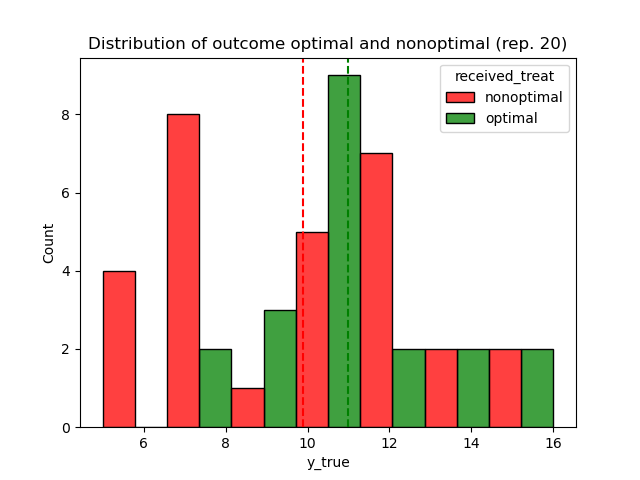 Distribution of outcome optimal and nonoptimal (rep. 20)
received_treat
nonoptimal
optimal
8
6
4
2
0
Count
6 8 10 12 14 16
y_true